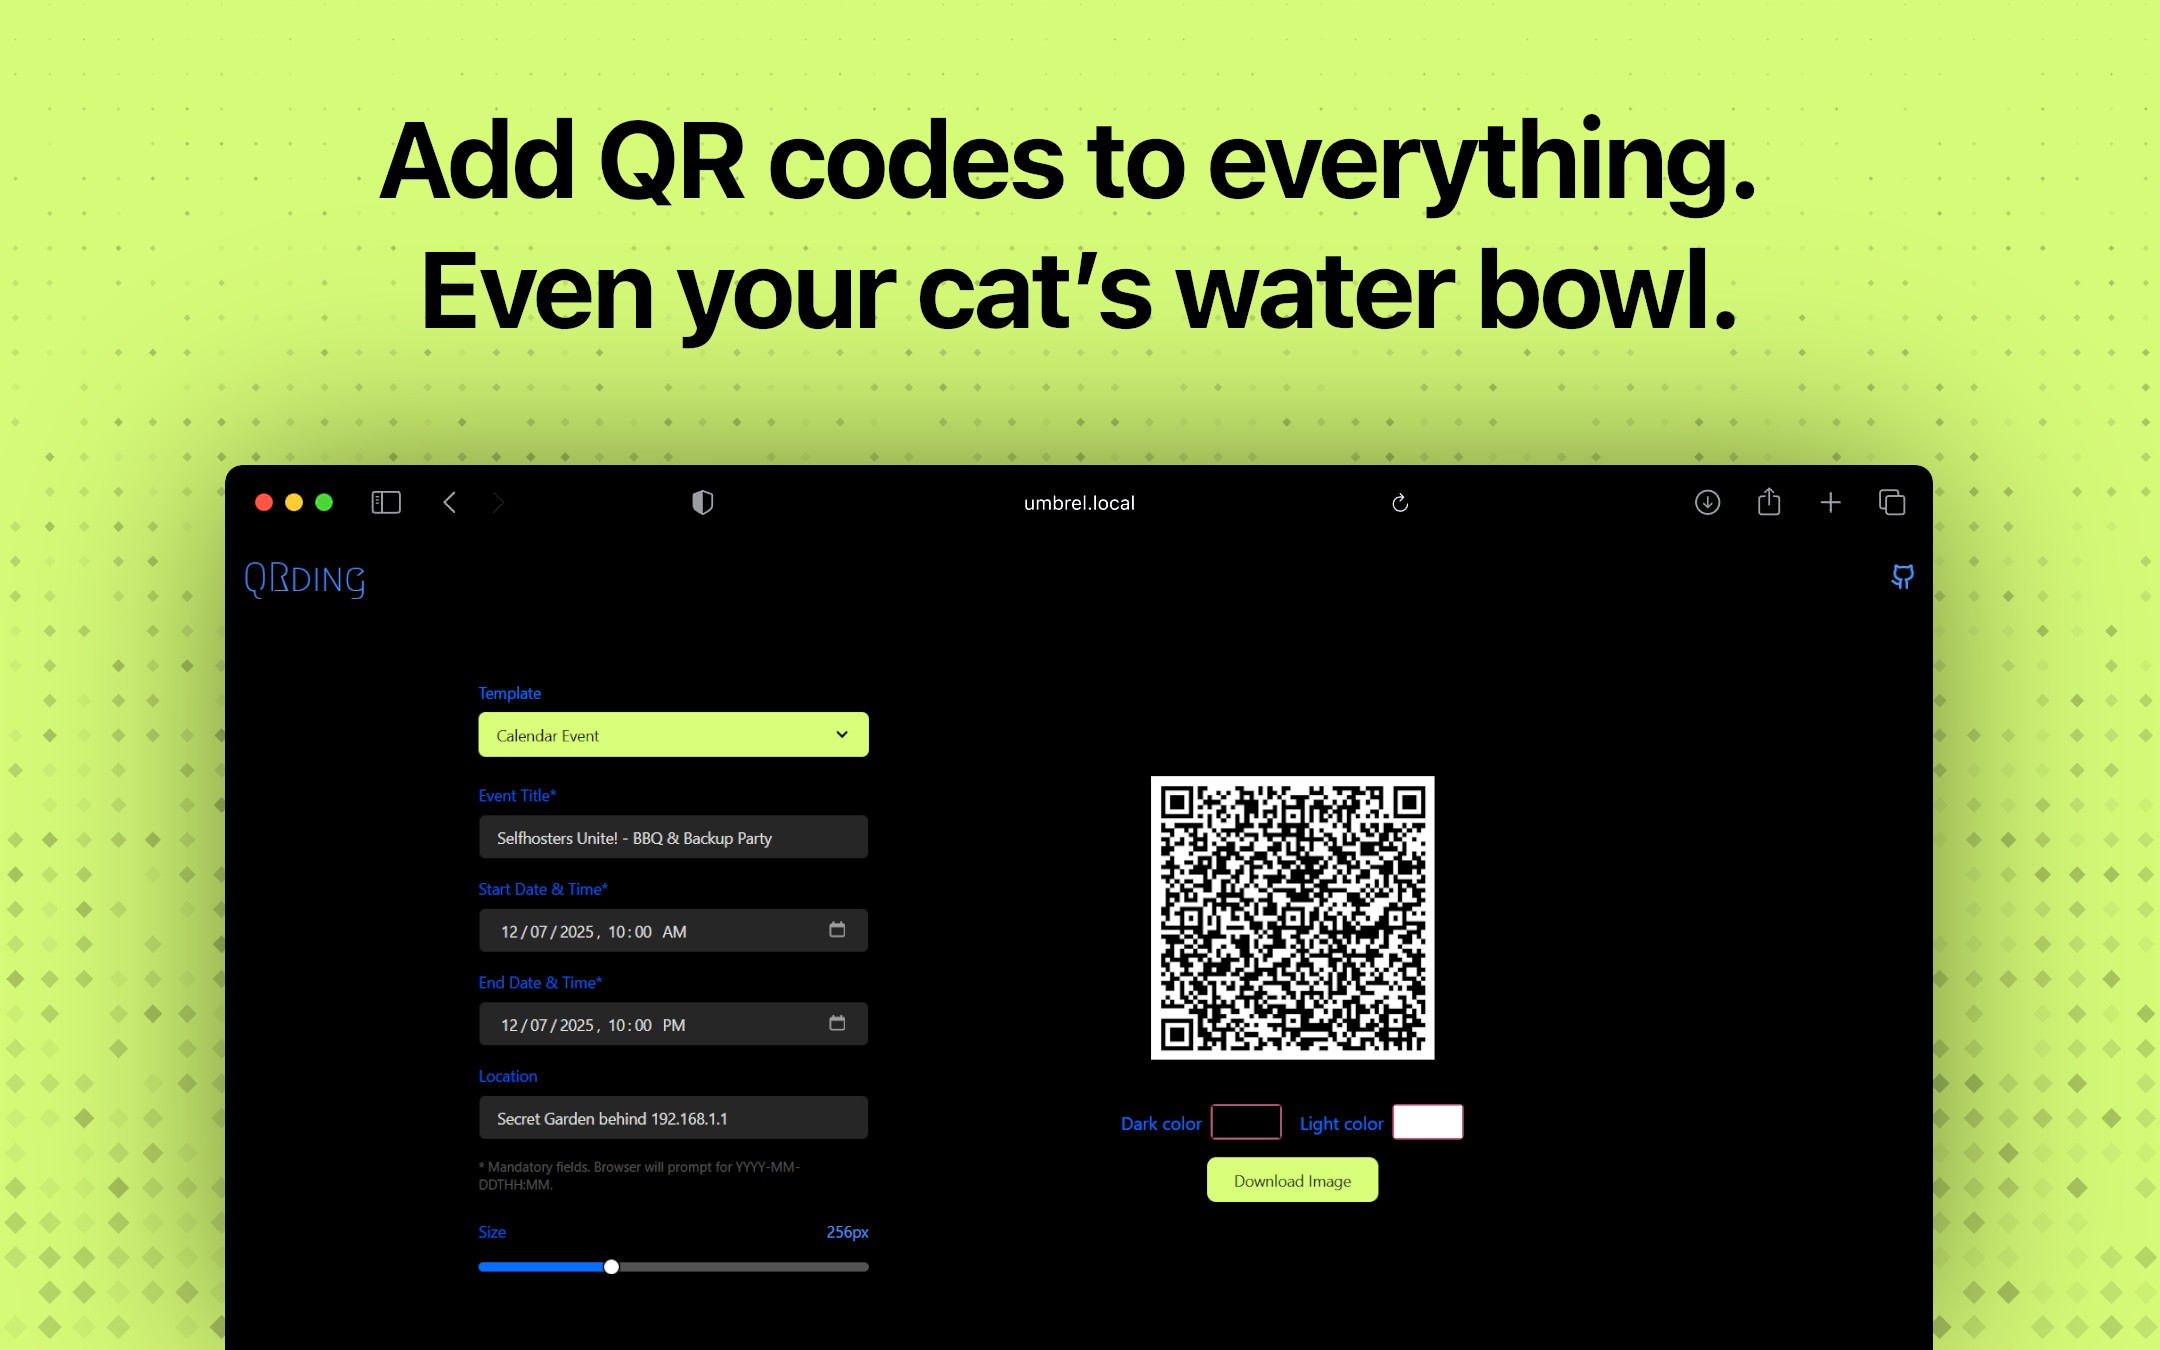 Add QR codes to everything.
Even your cat’s water bowl.
umbrel.local
QRDING
Template
Calendar Event
Event Title*
Selfhosters Unite! - BBQ & Backup Party
Start Date & Time*
12/07/2025, 10:00 AM
End Date & Time*
12/07/2025, 10:00 PM
Location
Secret Garden behind 192.168.1.1
* Mandatory fields. Browser will prompt for YYYY-MM-
DDTHH:MM.
Size 256px
Dark color Light color
Download Image